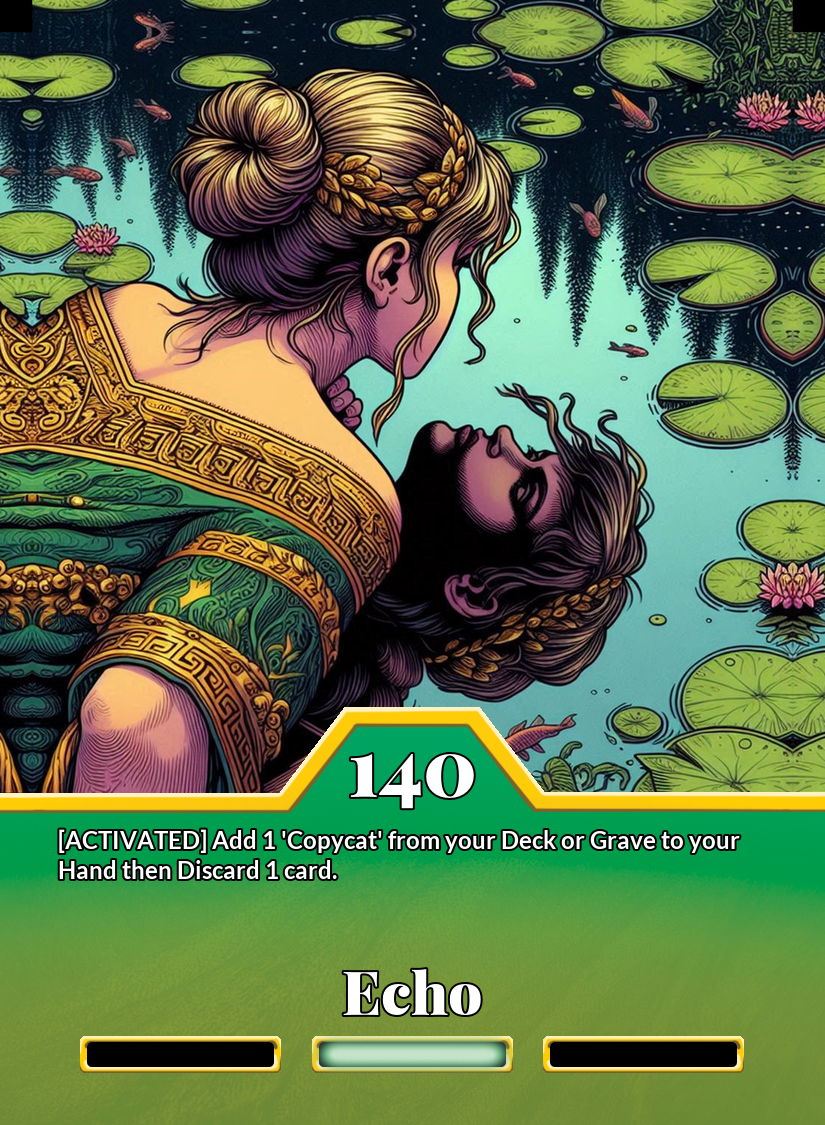 140
[ACTIVATED] Add 1 'Copycat' from your Deck or Grave to your
Hand then Discard 1 card.
Echo